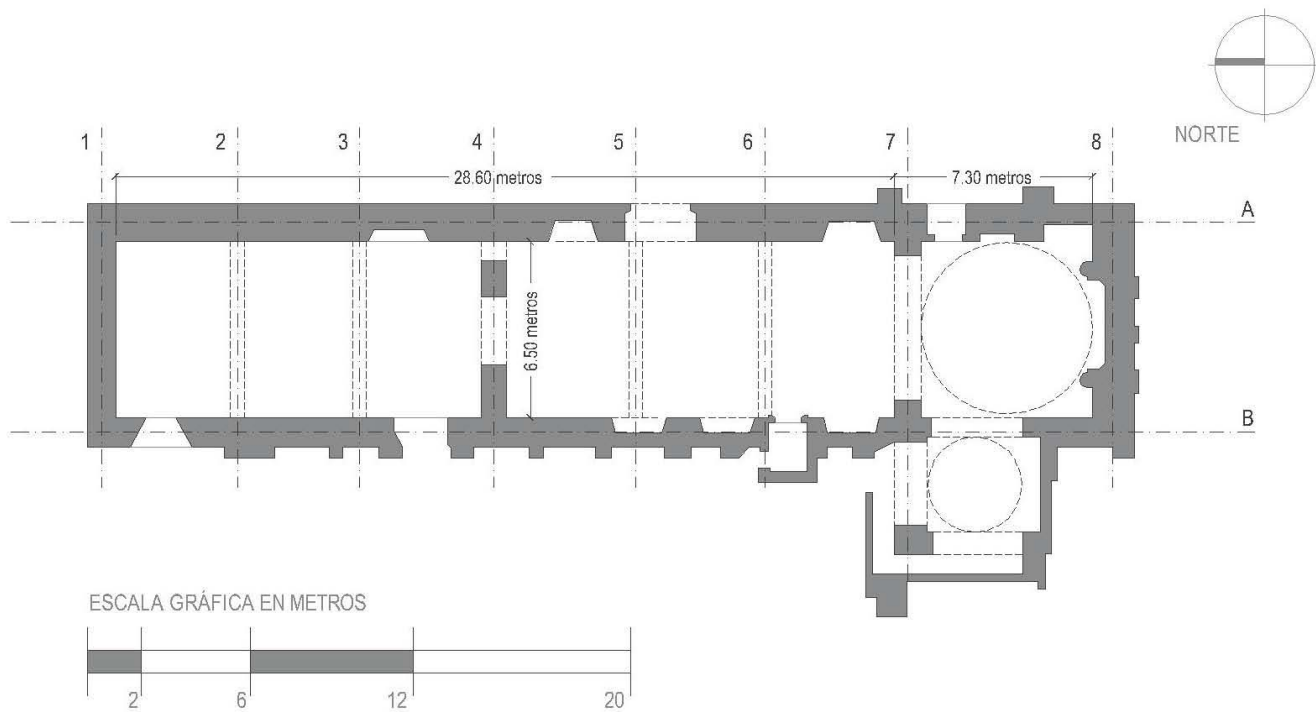 NORTE
1 2 3 4 5 6 7 8
28.60 metros 7.30 metros
A
6.50 metros
B
ESCALA GRÁFICA EN METROS
2 6 12 20